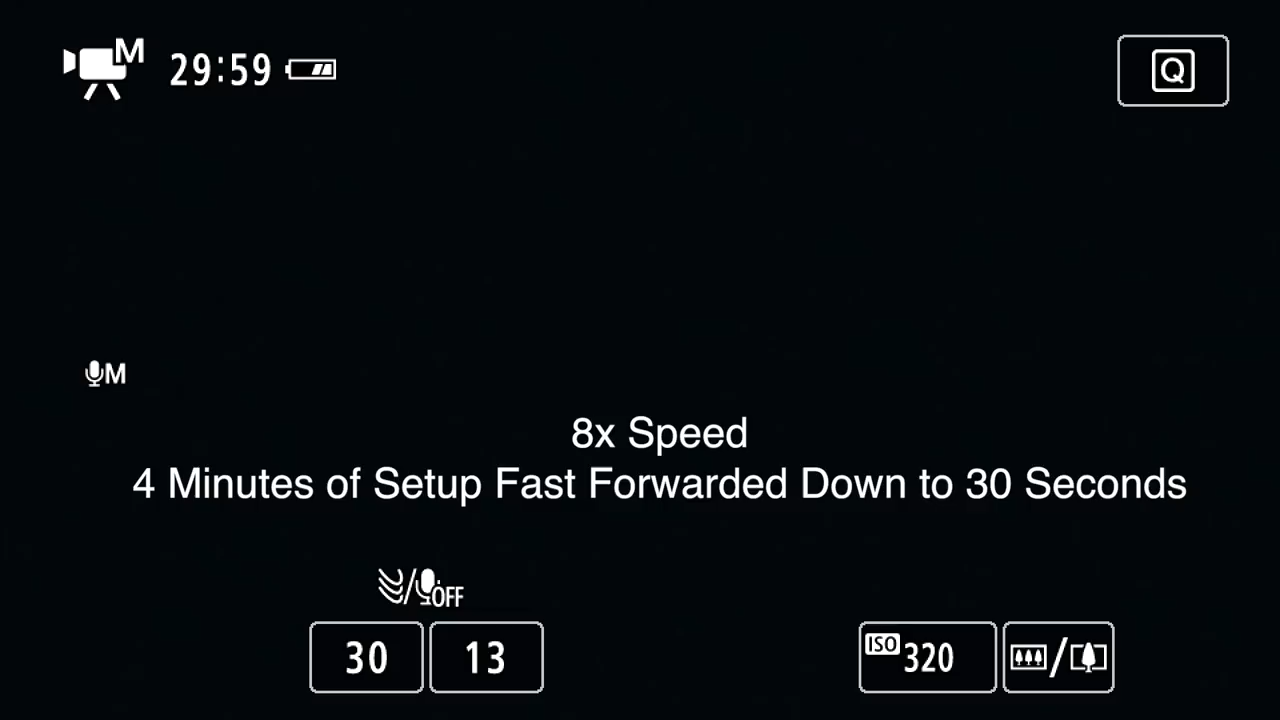 M 29:59
Q
M
8x Speed
4 Minutes of Setup Fast Forwarded Down to 30 Seconds
OFF
30 13 ISO 320